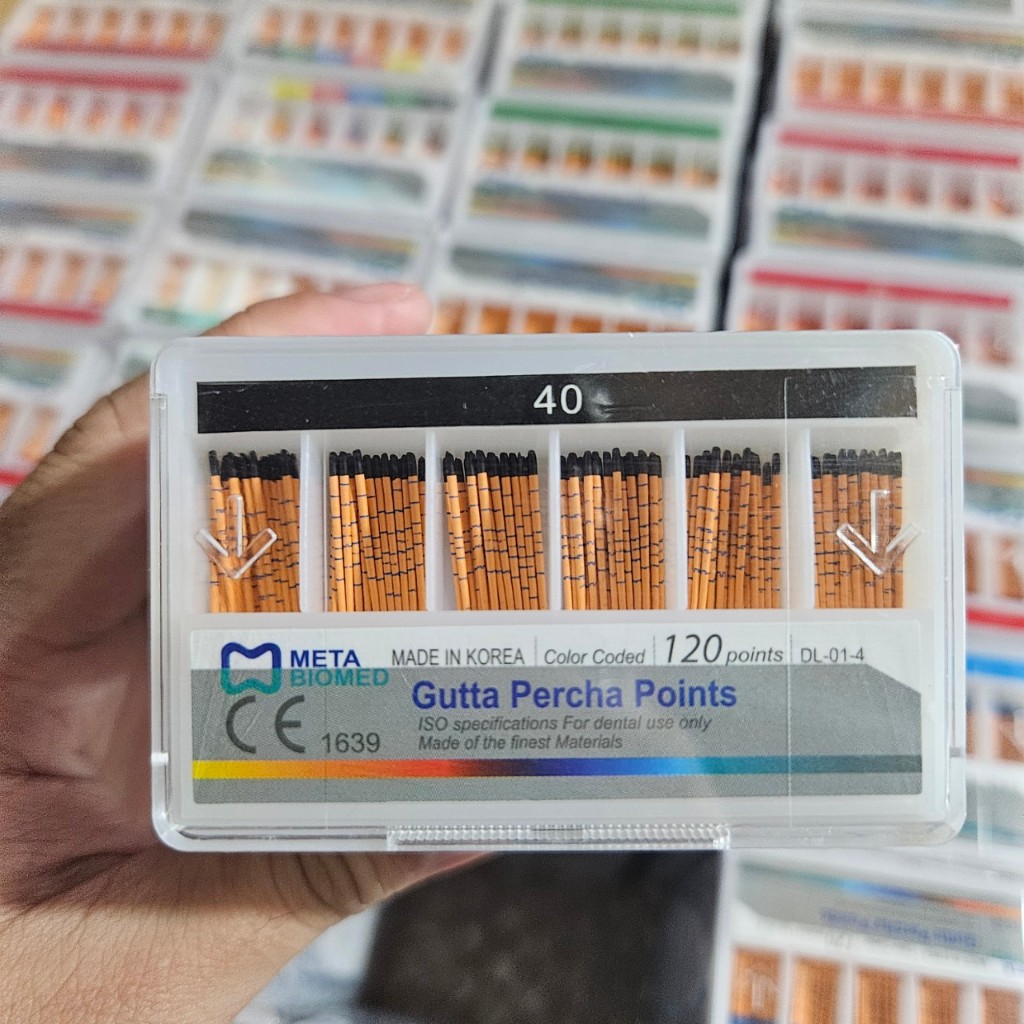 40
META BIOMED
MADE IN KOREA
Color Coded
120 points
DL-01-4
Gutta Percha Points
ISO specifications For dental use only
Made of the finest Materials
CE 1639